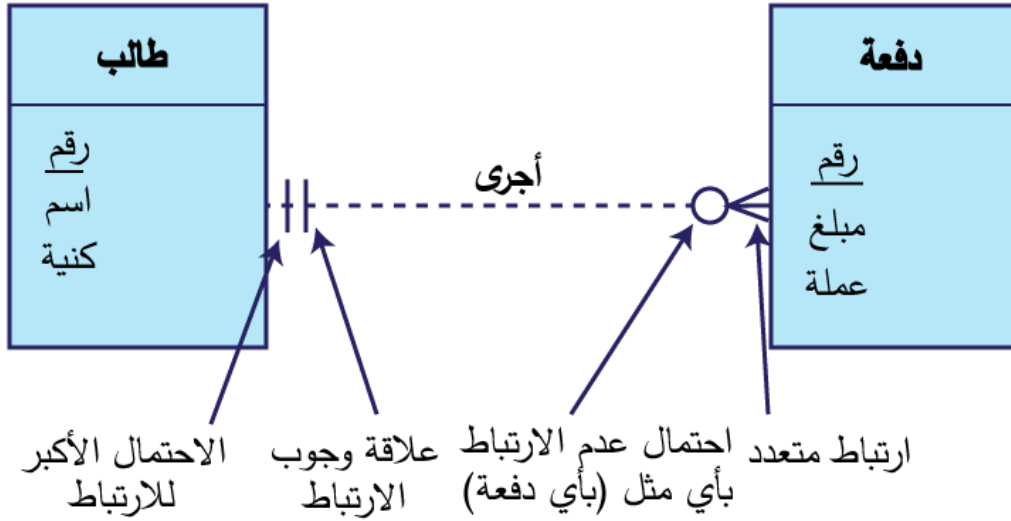 طالب
رقم
اسم
كنية
أجرى
دفعة
رقم
مبلغ
عملة
الاحتمال الأكبر
للارتباط
علاقة وجوب
الارتباط
احتمال عدم الارتباط
بأي مثل (بأي دفعة)
ارتباط متعدد